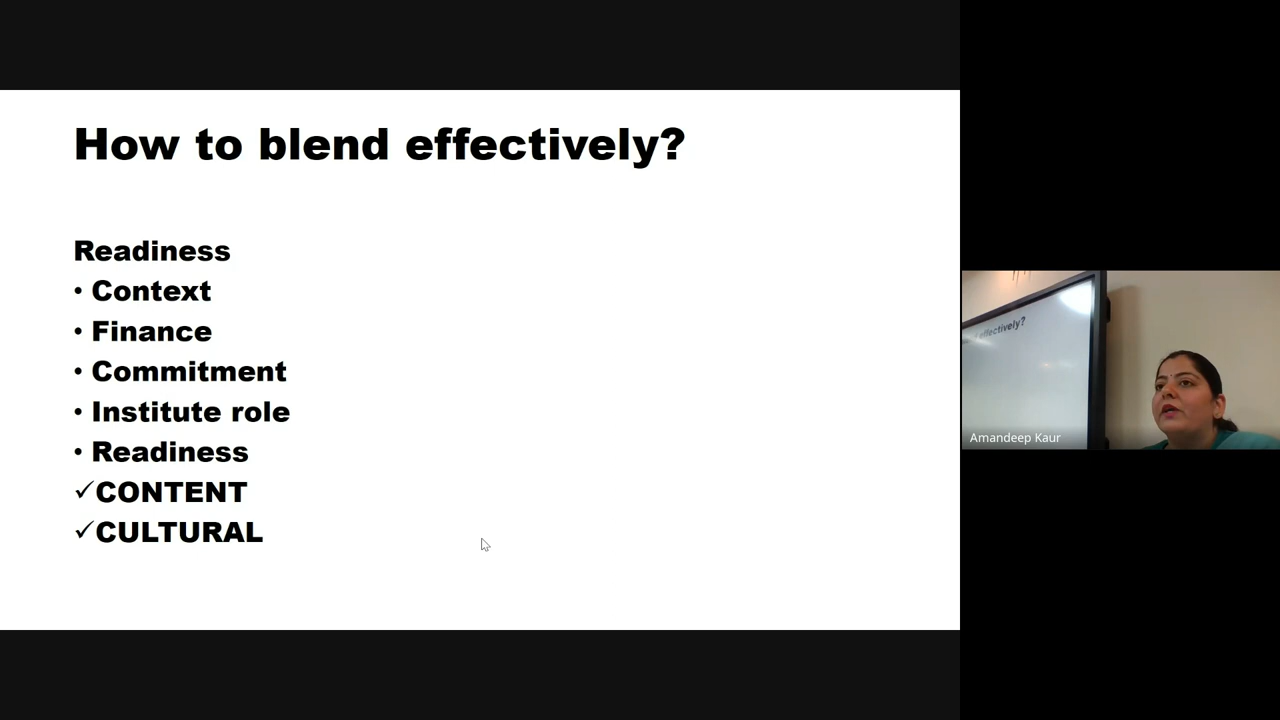 How to blend effectively?
Readiness
• Context
• Finance
• Commitment
• Institute role
• Readiness
✓CONTENT
✓CULTURAL
effectively?
Amandeep Kaur